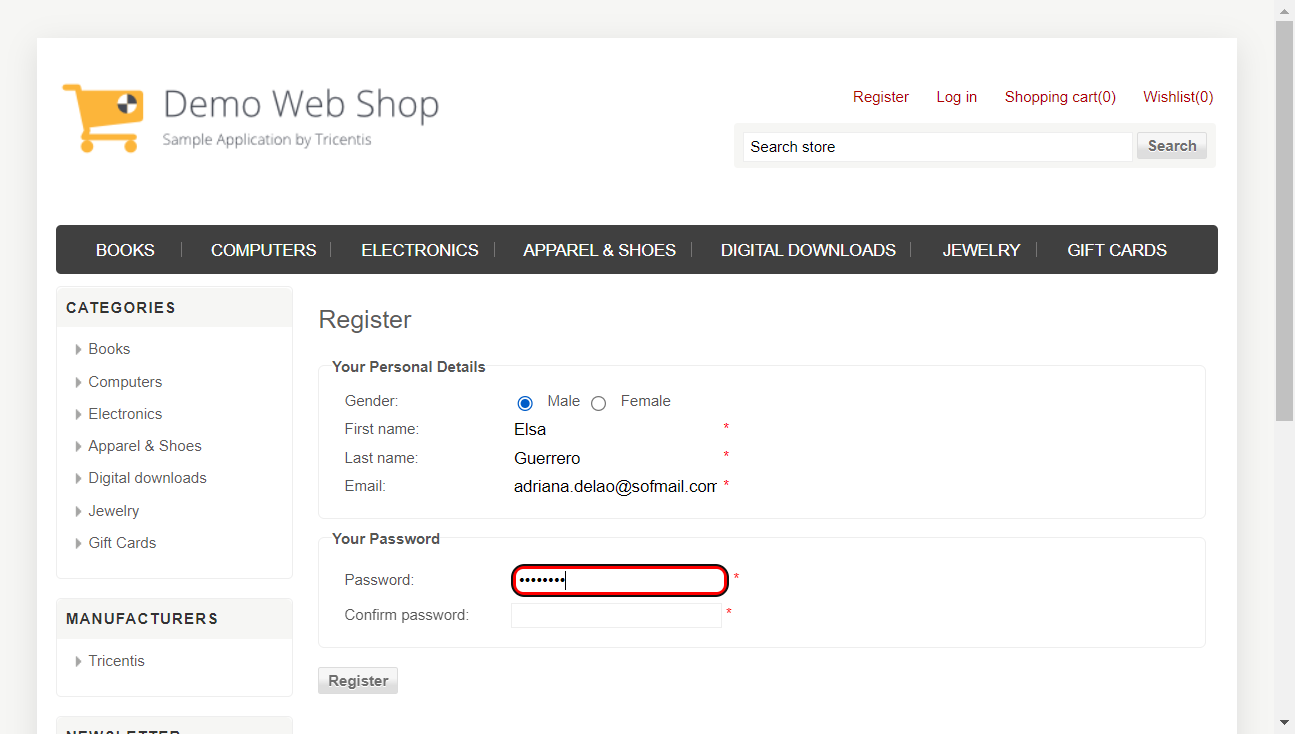 Demo Web Shop
Sample Application by Tricentis
Register Log in Shopping cart(0) Wishlist(0)
Search store Search
BOOKS COMPUTERS ELECTRONICS APPAREL & SHOES DIGITAL DOWNLOADS JEWELRY GIFT CARDS
CATEGORIES
Books
Computers
Electronics
Apparel & Shoes
Digital downloads
Jewelry
Gift Cards
MANUFACTURERS
Tricentis
NEWSLETTER
Register
Your Personal Details
Gender: Male Female
First name: Elsa *
Last name: Guerrero *
Email: adriana.delao@sofmail.com *
Your Password
Password: •••••••• *
Confirm password: *
Register